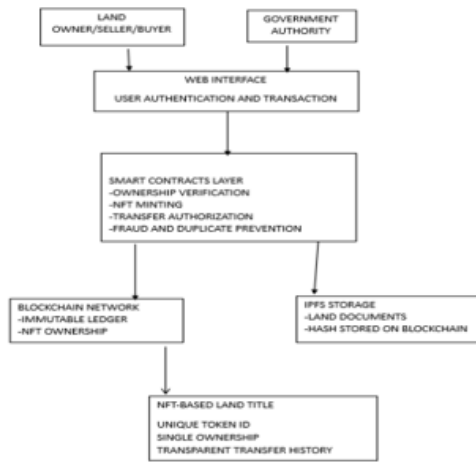 LAND
OWNER/SELLER/BUYER
GOVERNMENT
AUTHORITY
WEB INTERFACE
USER AUTHENTICATION AND TRANSACTION
SMART CONTRACTS LAYER
-OWNERSHIP VERIFICATION
-NFT MINTING
-TRANSFER AUTHORIZATION
-FRAUD AND DUPLICATE PREVENTION
BLOCKCHAIN NETWORK
-IMMUTABLE LEDGER
-NFT OWNERSHIP
IPFS STORAGE
-LAND DOCUMENTS
-HASH STORED ON BLOCKCHAIN
NFT-BASED LAND TITLE
UNIQUE TOKEN ID
SINGLE OWNERSHIP
TRANSPARENT TRANSFER HISTORY